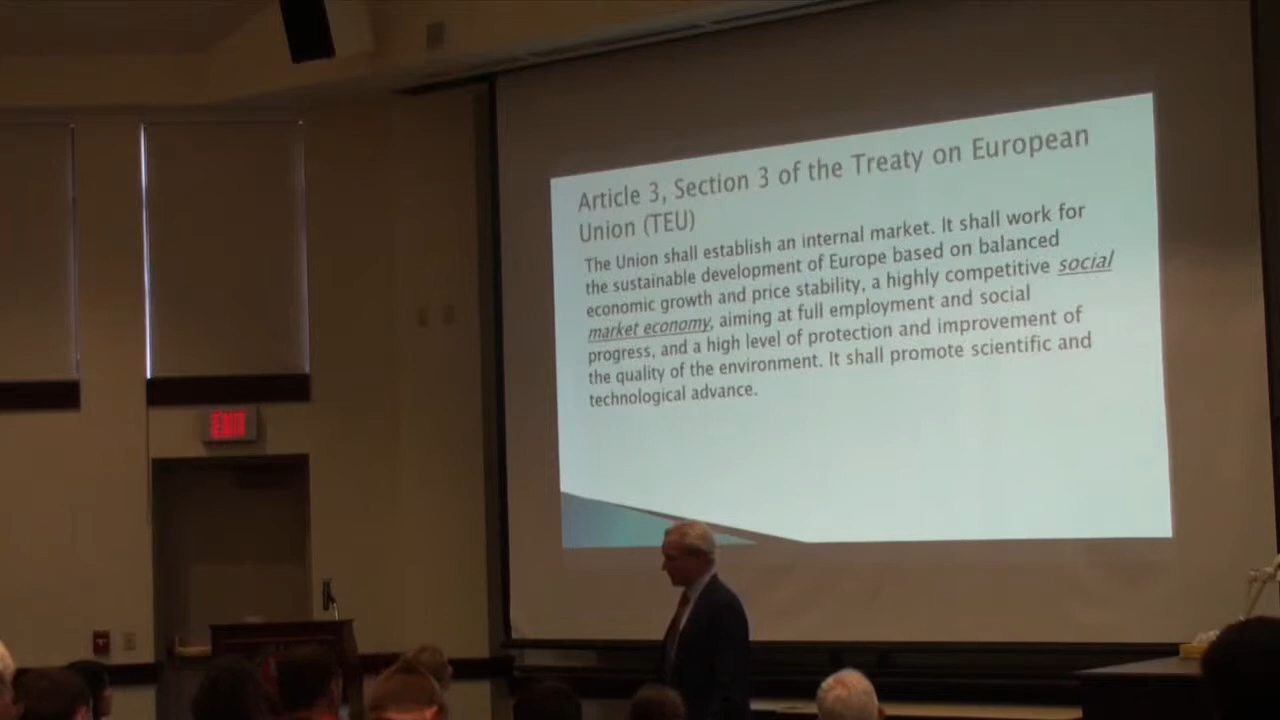 EXIT
Article 3, Section 3 of the Treaty on European
Union (TEU)
The Union shall establish an internal market. It shall work for
the sustainable development of Europe based on balanced
economic growth and price stability, a highly competitive social
market economy, aiming at full employment and social
progress, and a high level of protection and improvement of
the quality of the environment. It shall promote scientific and
technological advance.